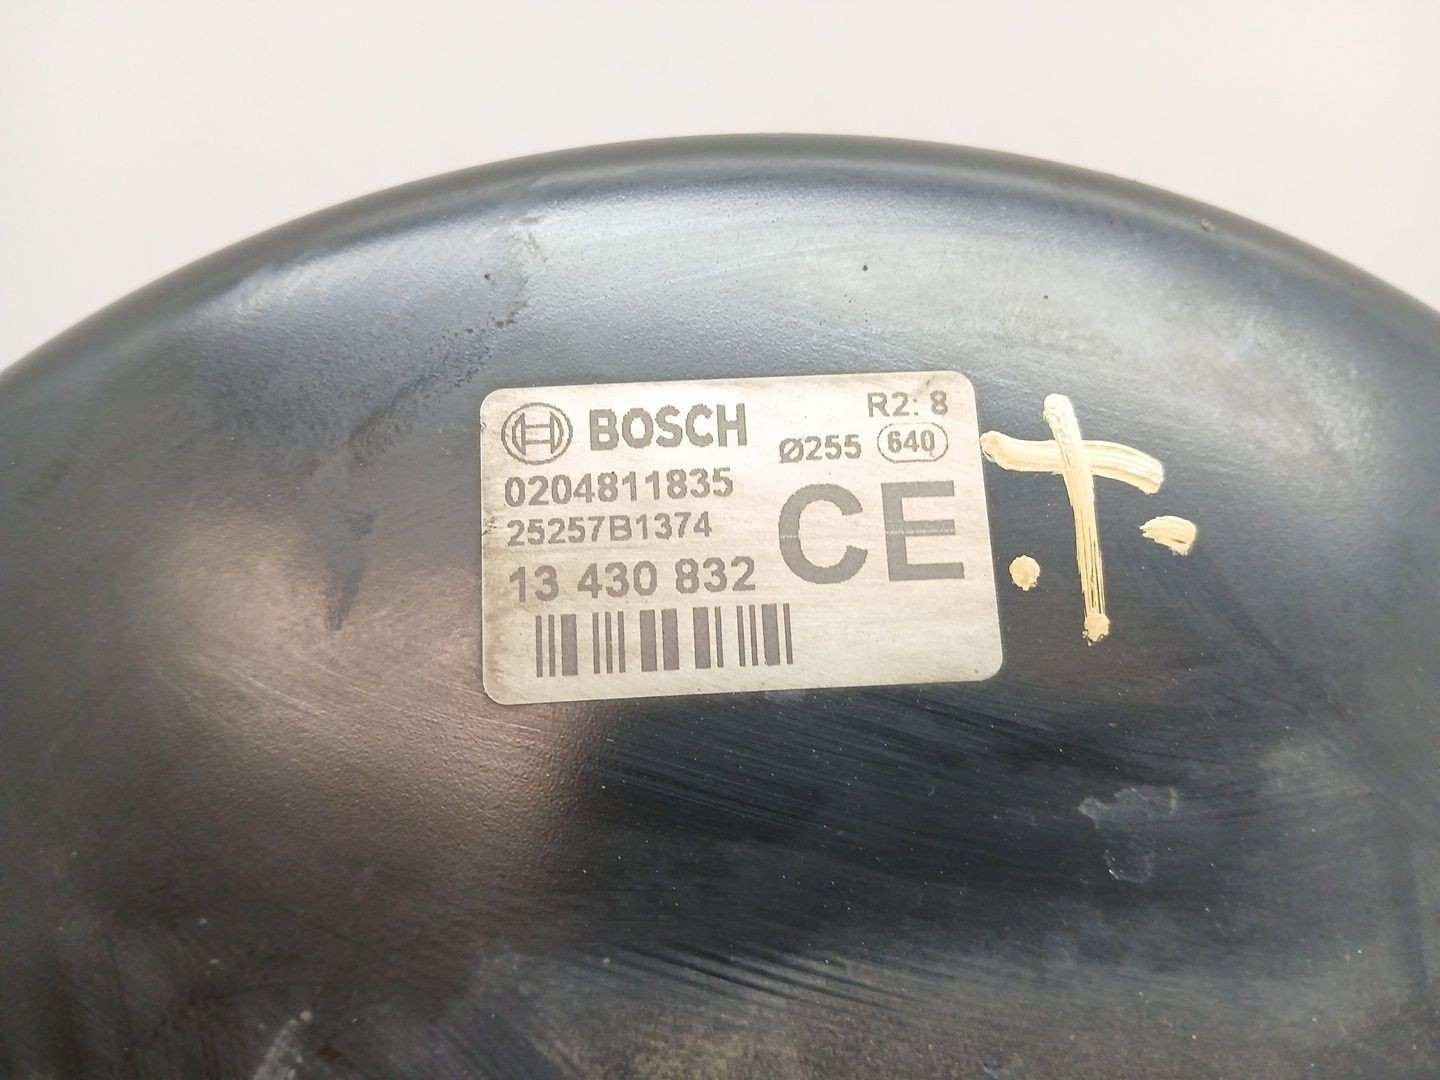 BOSCH
R2: 8
Ø255 640
0204811835
25257B1374
13 430 832
CE